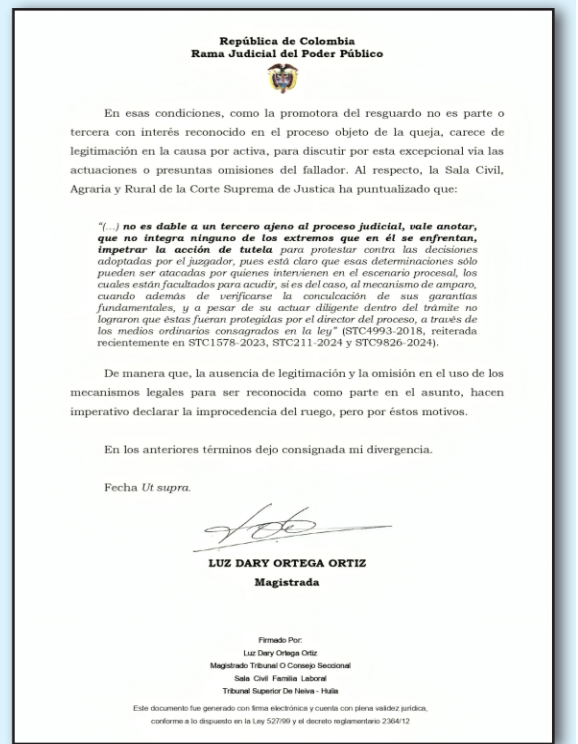 República de Colombia
Rama Judicial del Poder Público
En esas condiciones, como la promotora del resguardo no es parte o
tercera con interés reconocido en el proceso objeto de la queja, carece de
legitimación en la causa por activa, para discutir por esta excepcional vía las
actuaciones o presuntas omisiones del fallador. Al respecto, la Sala Civil,
Agraria y Rural de la Corte Suprema de Justica ha puntualizado que:
“(...) no es dable a un tercero ajeno al proceso judicial, vale anotar,
que no integra ninguno de los extremos que en él se enfrentan,
impetrar la acción de tutela para protestar contra las decisiones
adoptadas por el juzgador, pues está claro que esas determinaciones sólo
pueden ser atacadas por quienes intervienen en el escenario procesal, los
cuales están facultados para acudir, si es del caso, al mecanismo de amparo,
cuando además de verificarse la conculcación de sus garantías
fundamentales, y a pesar de su actuar diligente dentro del trámite no
lograron que éstas fueran protegidas por el director del proceso, a través de
los medios ordinarios consagrados en la ley” (STC4993-2018, reiterada
recientemente en STC1578-2023, STC211-2024 y STC9826-2024).
De manera que, la ausencia de legitimación y la omisión en el uso de los
mecanismos legales para ser reconocida como parte en el asunto, hacen
imperativo declarar la improcedencia del ruego, pero por éstos motivos.
En los anteriores términos dejo consignada mi divergencia.
Fecha Ut supra.
LUZ DARY ORTEGA ORTIZ
Magistrada
Firmado Por:
Luz Dary Ortega Ortiz
Magistrado Tribunal O Consejo Seccional
Sala Civil Familia Laboral
Tribunal Superior De Neiva - Huila
Este documento fue generado con firma electrónica y cuenta con plena validez jurídica,
conforme a lo dispuesto en la Ley 527/99 y el decreto reglamentario 2364/12